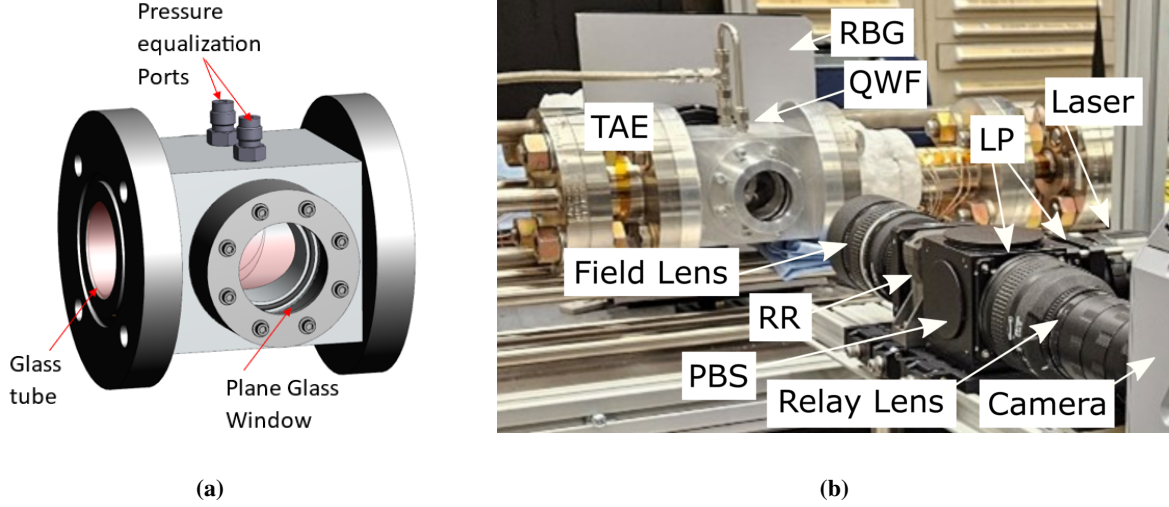 Pressure
equalization
Ports
Glass
tube
Plane Glass
Window
RBG
QWF
TAE
Laser
LP
Field Lens
RR
PBS
Relay Lens
Camera
(a)
(b)